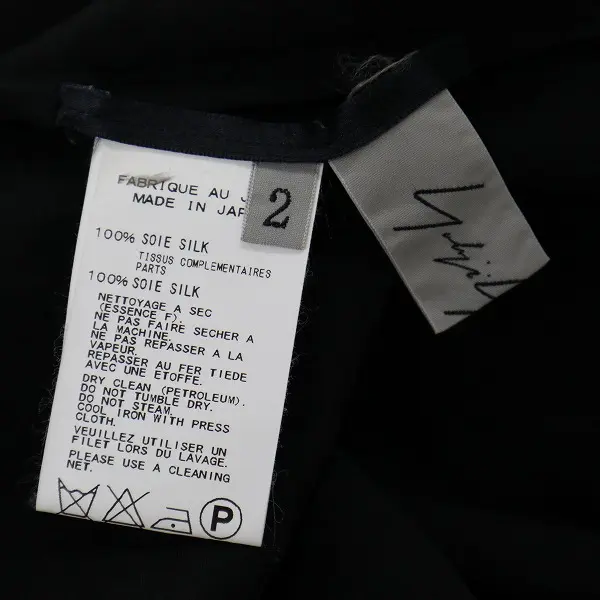 FABRIQUE AU J
MADE IN JAP
2
100% SOIE SILK
TISSUS COMPLEMENTAIRES
PARTS
100% SOIE SILK
NETTOYAGE A SEC
(ESSENCE F).
NE PAS FAIRE SECHER A
LA MACHINE.
NE PAS REPASSER A LA
VAPEUR.
REPASSER AU FER TIEDE
AVEC UNE ETOFFE.
DRY CLEAN (PETROLEUM).
DO NOT TUMBLE DRY.
DO NOT STEAM.
COOL IRON WITH PRESS
CLOTH.
VEUILLEZ UTILISER UN
FILET LORS DU LAVAGE.
PLEASE USE A CLEANING
NET.
P